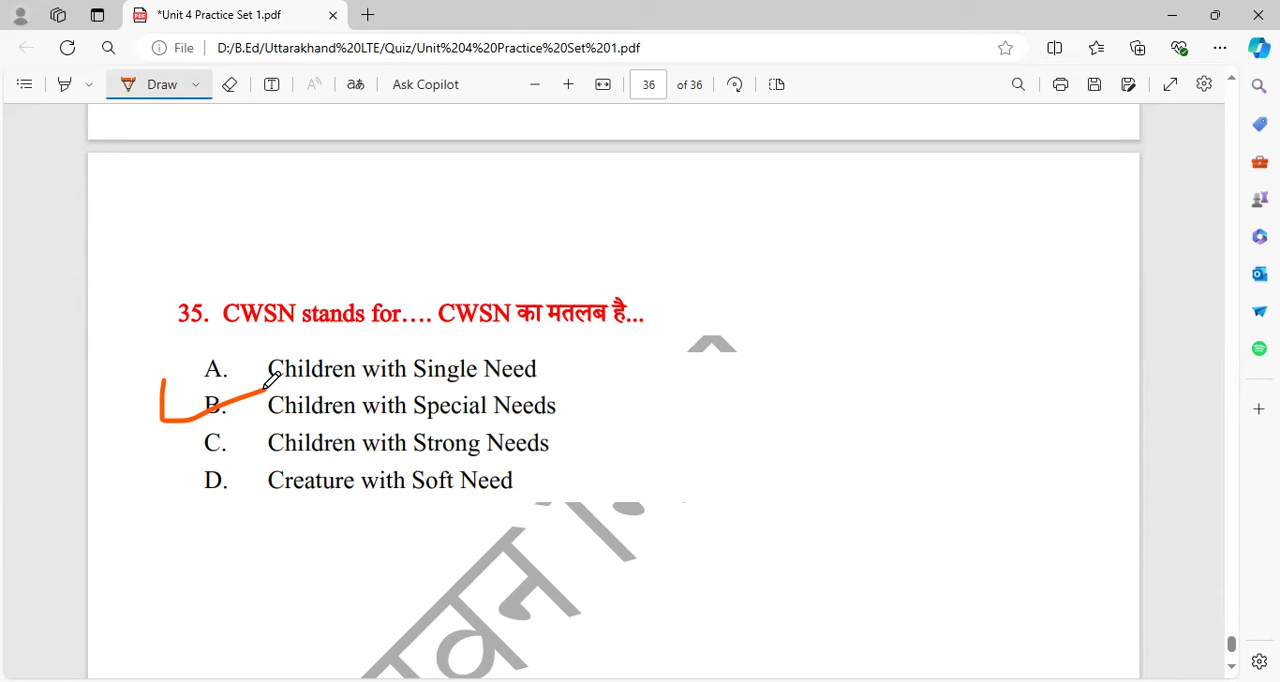 *Unit 4 Practice Set 1.pdf
File D:/B.Ed/Uttarakhand%20LTE/Quiz/Unit%204%20Practice%20Set%201.pdf
Draw aあ Ask Copilot 36 of 36
35. CWSN stands for…. CWSN का मतलब है...
A. Children with Single Need
B. Children with Special Needs
C. Children with Strong Needs
D. Creature with Soft Need